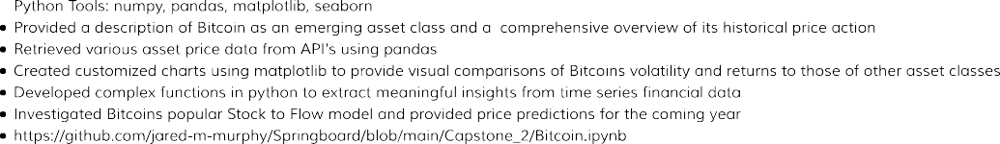 Python Tools: numpy, pandas, matplotlib, seaborn
• Provided a description of Bitcoin as an emerging asset class and a  comprehensive overview of its historical price action
• Retrieved various asset price data from API's using pandas
• Created customized charts using matplotlib to provide visual comparisons of Bitcoins volatility and returns to those of other asset classes
• Developed complex functions in python to extract meaningful insights from time series financial data
• Investigated Bitcoins popular Stock to Flow model and provided price predictions for the coming year
• https://github.com/jared-m-murphy/Springboard/blob/main/Capstone_2/Bitcoin.ipynb